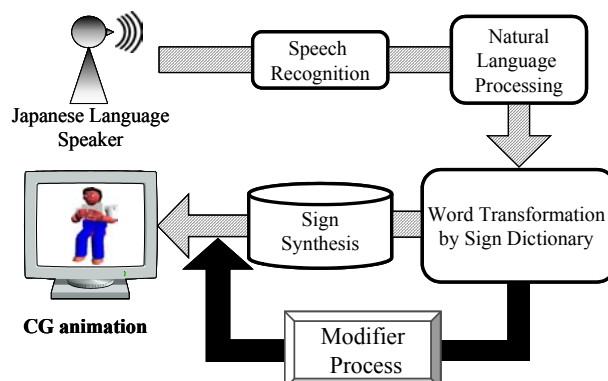 Speech
Recognition
Natural
Language
Processing
Japanese Language
Speaker
Sign
Synthesis
Word Transformation
by Sign Dictionary
CG animation
Modifier
Process